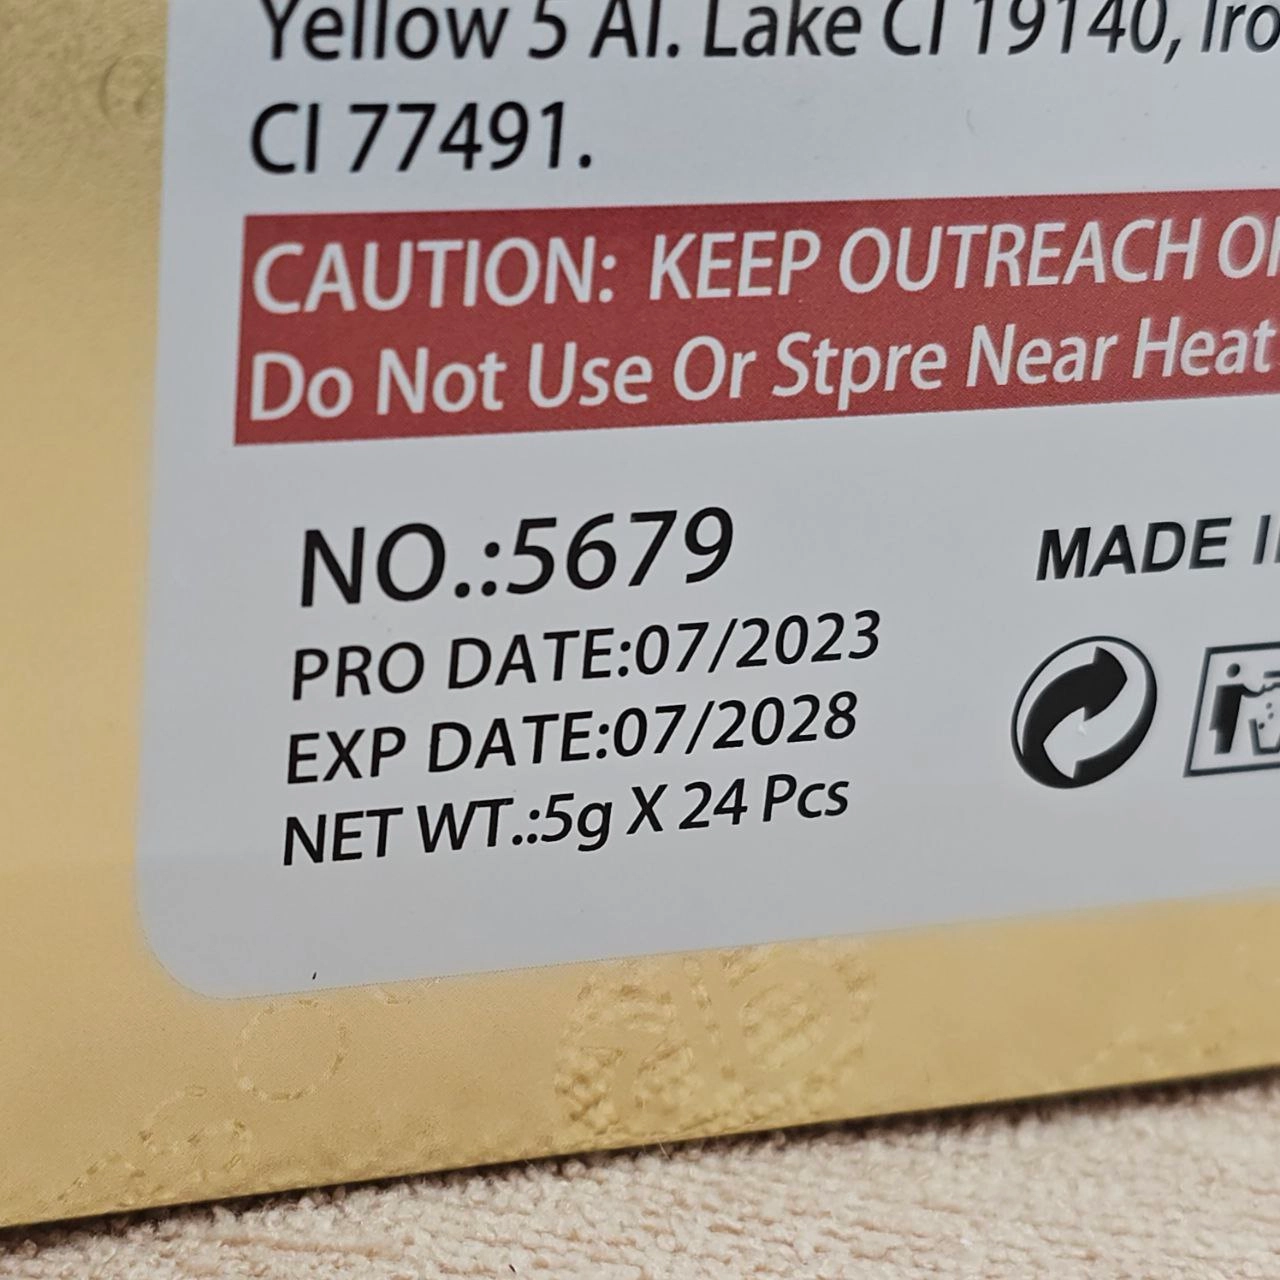 Yellow 5 Al. Lake CI 19140, Iro
CI 77491.
CAUTION: KEEP OUTREACH
Do Not Use Or Stpre Near Heat
NO.:5679
MADE
PRO DATE:07/2023
EXP DATE:07/2028
NET WT.:5g X 24 Pcs